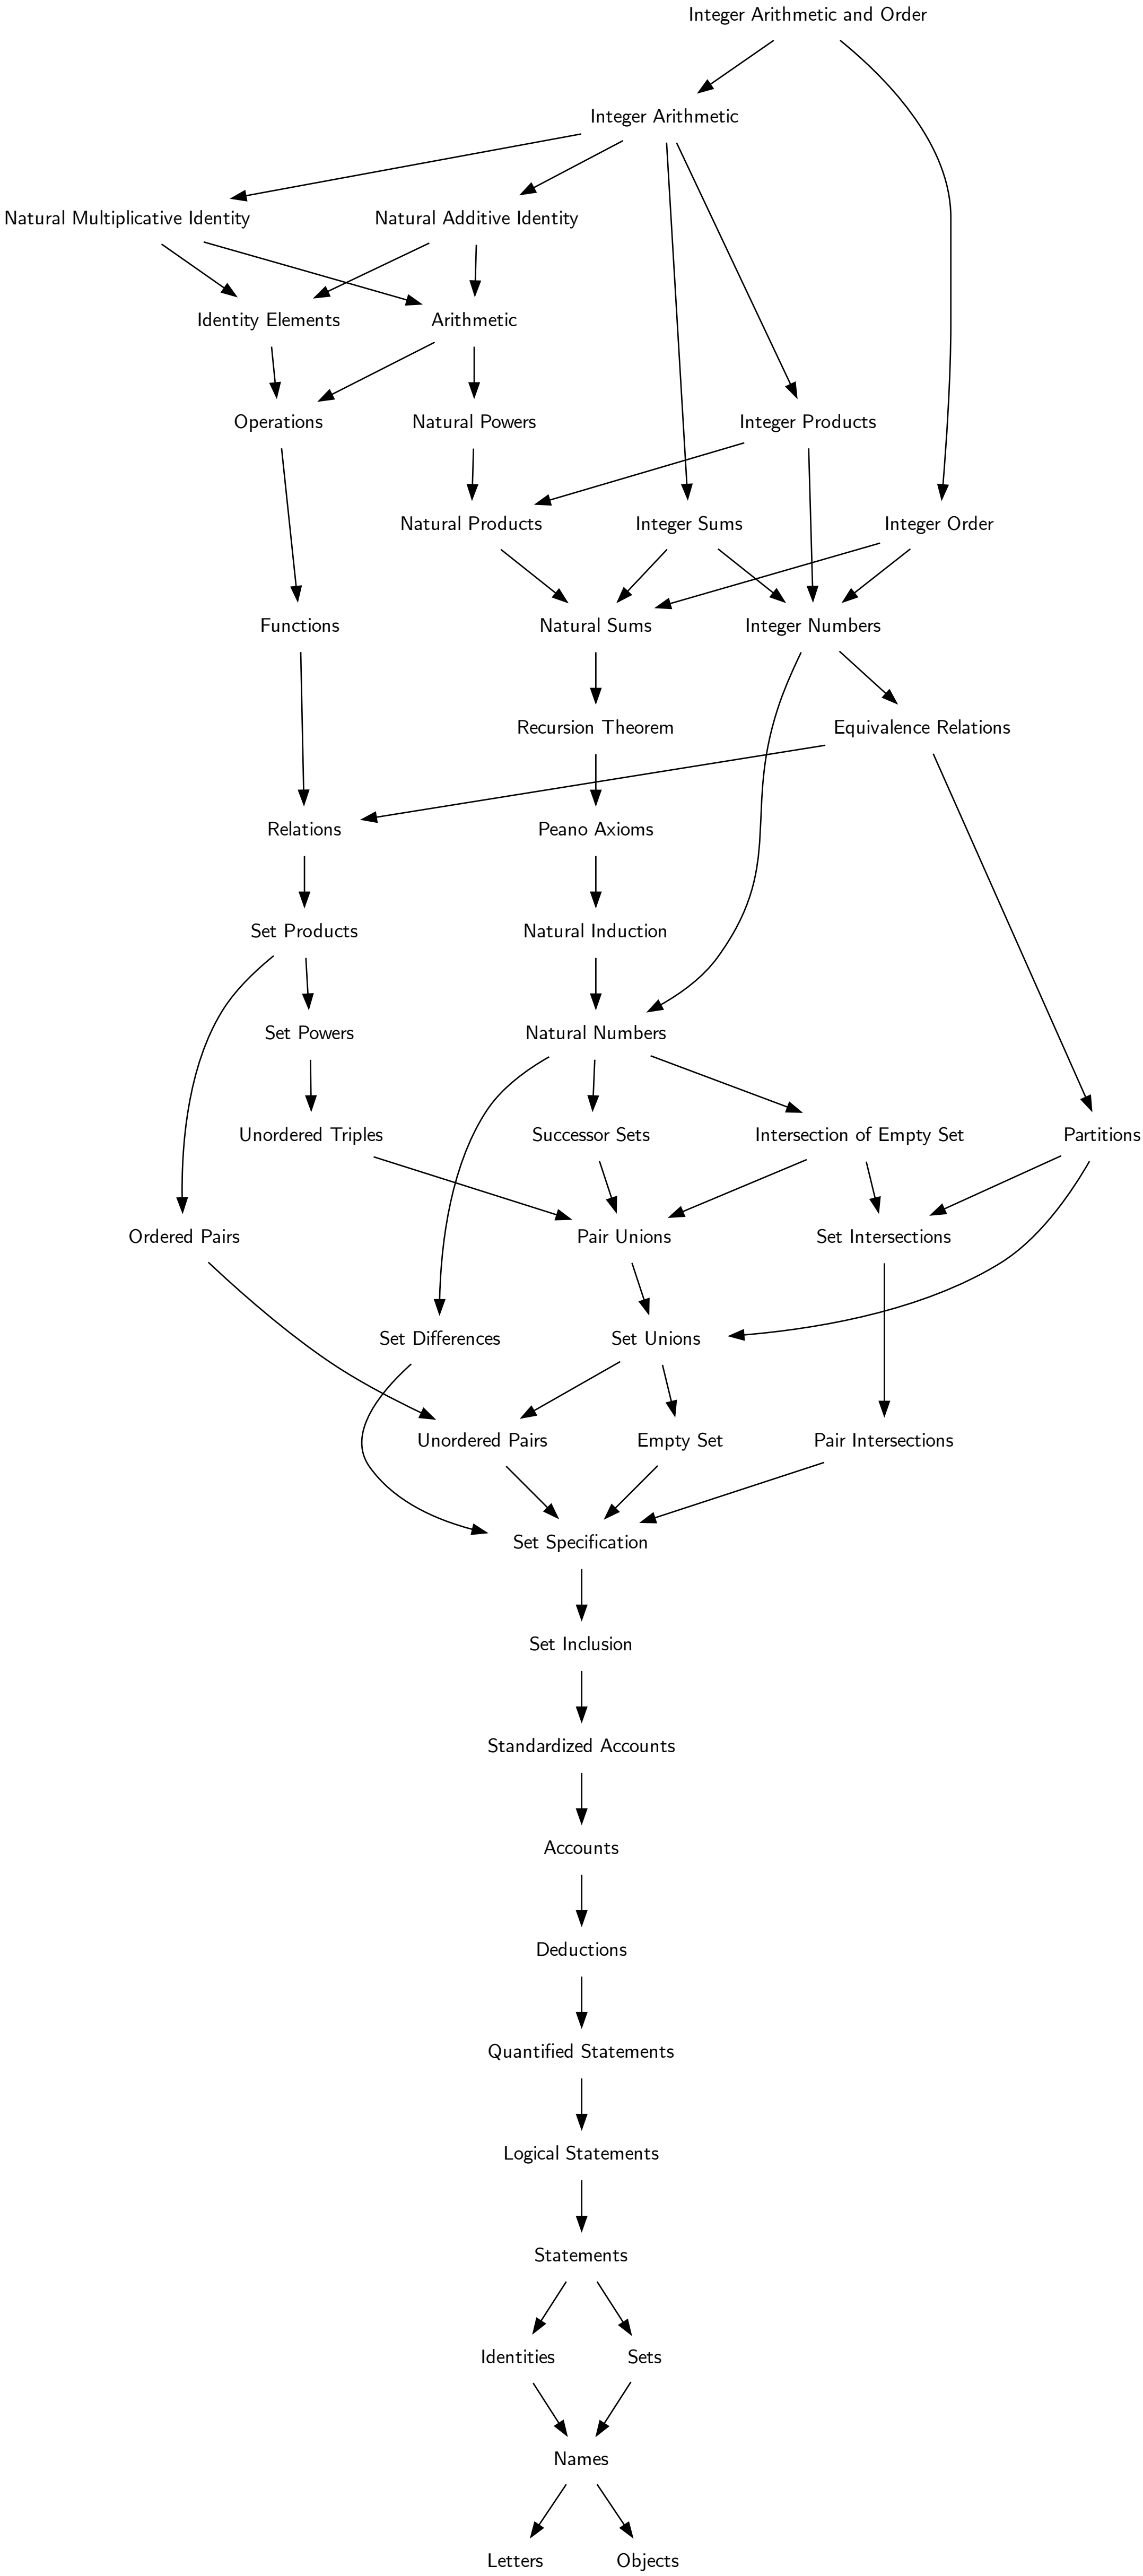 Integer Arithmetic and Order
Integer Arithmetic
Natural Multiplicative Identity
Natural Additive Identity
Identity Elements
Arithmetic
Operations
Natural Powers
Integer Products
Natural Products
Integer Sums
Integer Order
Functions
Natural Sums
Integer Numbers
Recursion Theorem
Equivalence Relations
Relations
Peano Axioms
Set Products
Natural Induction
Set Powers
Natural Numbers
Unordered Triples
Successor Sets
Intersection of Empty Set
Partitions
Ordered Pairs
Pair Unions
Set Intersections
Set Differences
Set Unions
Unordered Pairs
Empty Set
Pair Intersections
Set Specification
Set Inclusion
Standardized Accounts
Accounts
Deductions
Quantified Statements
Logical Statements
Statements
Identities
Sets
Names
Letters
Objects